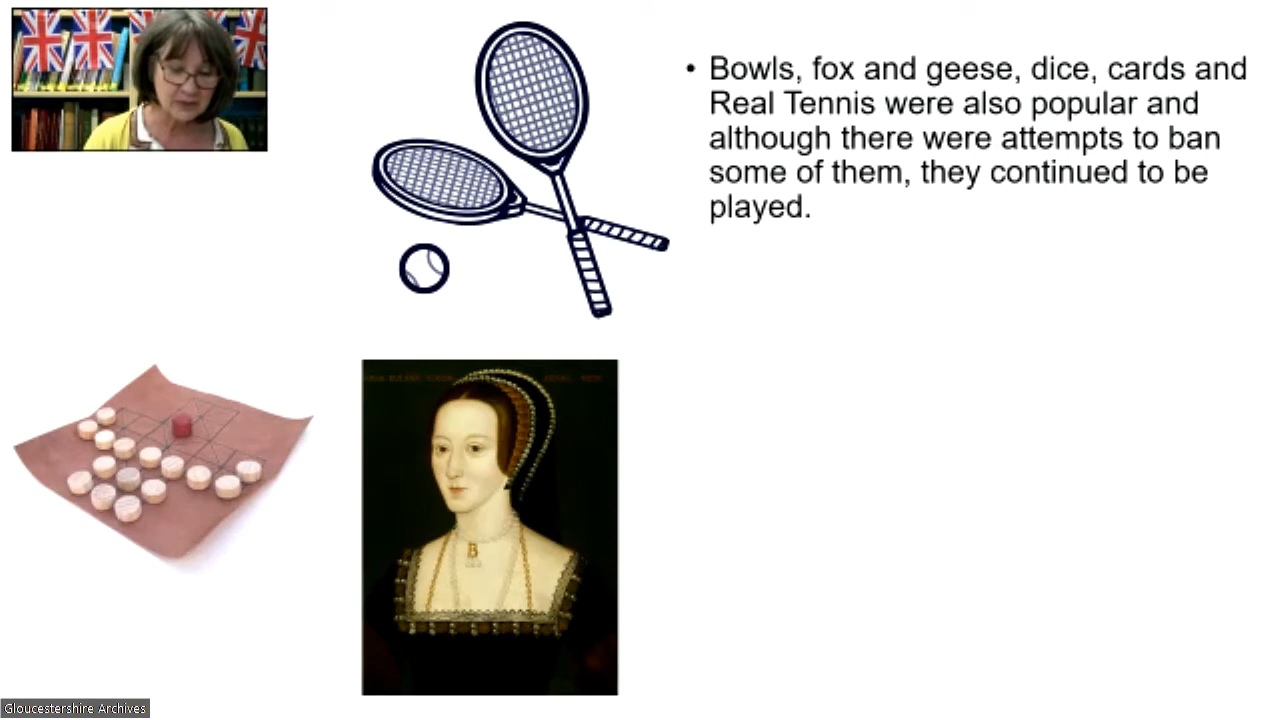 • Bowls, fox and geese, dice, cards and
Real Tennis were also popular and
although there were attempts to ban
some of them, they continued to be
played.
B
Gloucestershire Archives